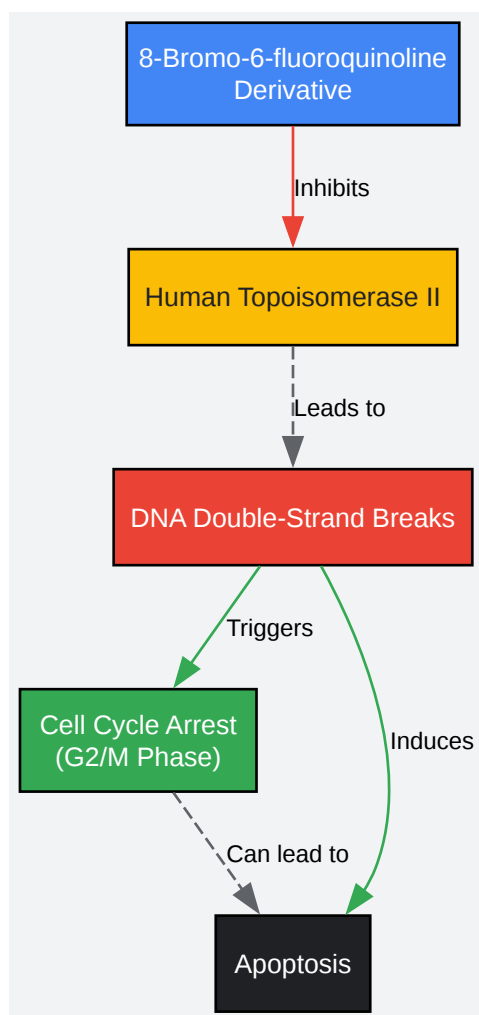 8-Bromo-6-fluoroquinoline
Derivative
Inhibits
Human Topoisomerase II
Leads to
DNA Double-Strand Breaks
Triggers
Cell Cycle Arrest
(G2/M Phase)
Induces
Can lead to
Apoptosis